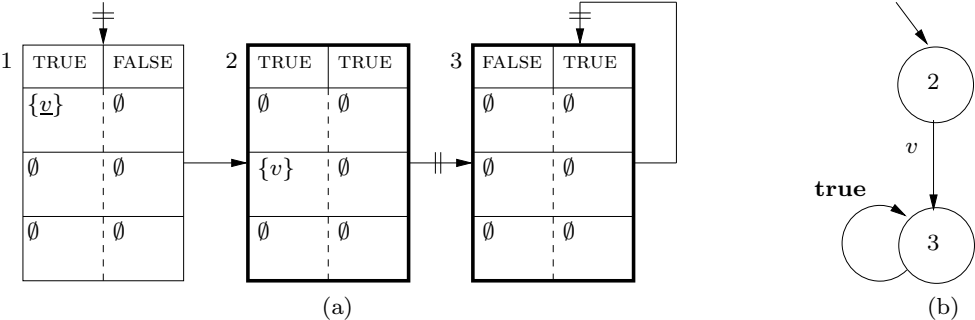 1 TRUE FALSE 2 TRUE TRUE 3 FALSE TRUE 2
{v} ∅ ∅ ∅ ∅ ∅
v
∅ ∅ {v} ∅ ∅ ∅
true
∅ ∅ ∅ ∅ ∅ ∅ 3
(a) (b)